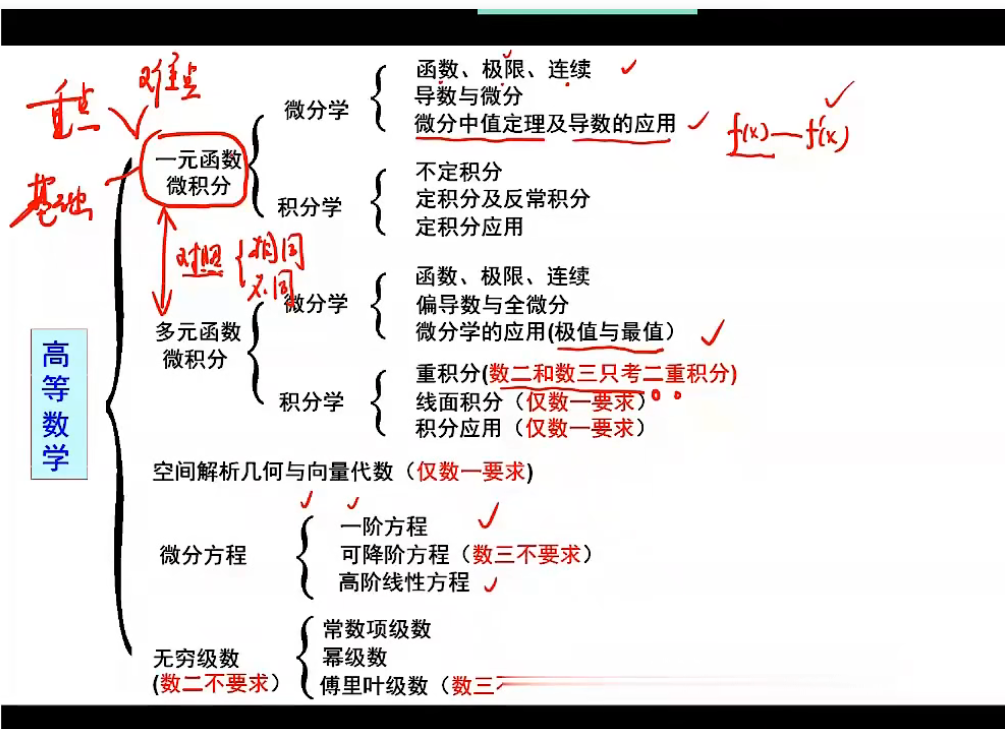 重点
难点
基础
一元函数
微积分
微分学
函数、极限、连续
导数与微分
微分中值定理及导数的应用
f(x)—f'(x)
积分学
不定积分
定积分及反常积分
定积分应用
对照
相同
不同
多元函数
微积分
微分学
函数、极限、连续
偏导数与全微分
微分学的应用(极值与最值)
积分学
重积分(数二和数三只考二重积分)
线面积分（仅数一要求）
积分应用（仅数一要求）
高等数学
空间解析几何与向量代数（仅数一要求)
微分方程
一阶方程
可降阶方程（数三不要求）
高阶线性方程
无穷级数
(数二不要求）
常数项级数
幂级数
傅里叶级数（数三